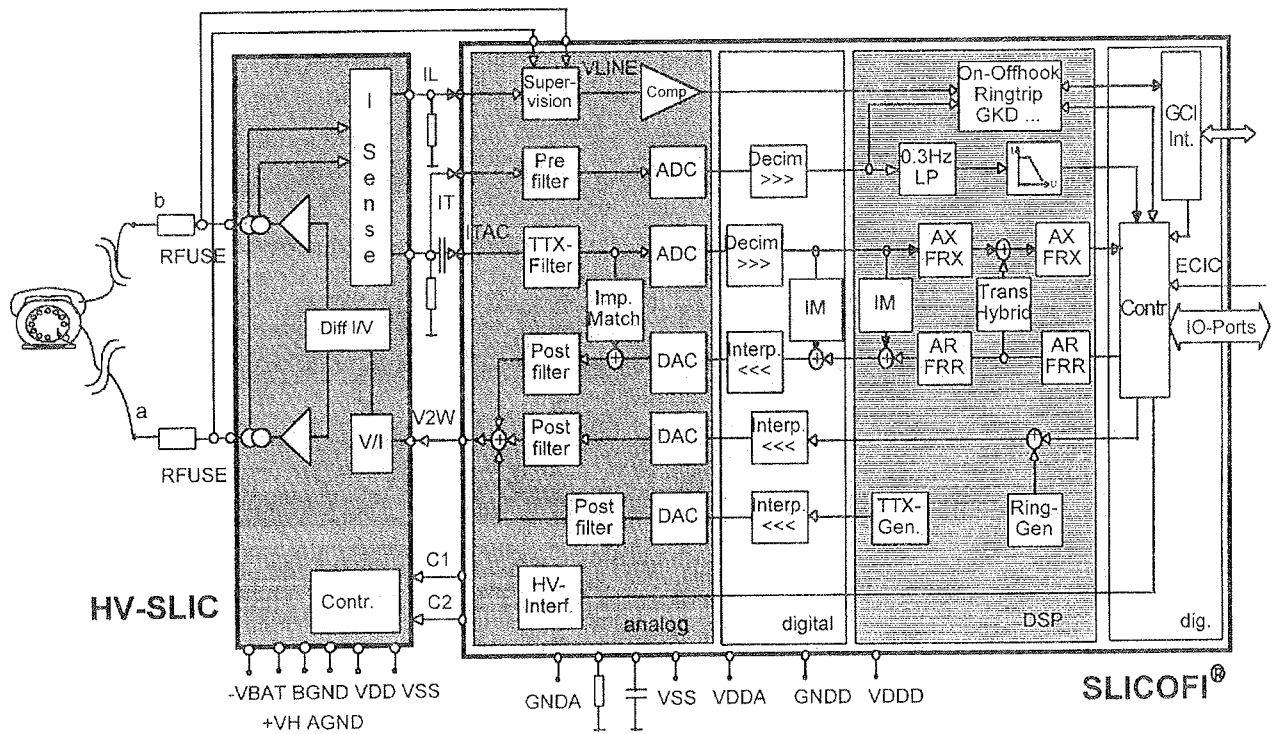 IL
VLINE
Super-
vision
Comp
On-Offhook
Ringtrip
GKD ...
GCI
Int.
I
Sense
Pre
filter
ADC
Decim
>>>
0.3Hz
LP
U
b
RFUSE
IT
ITAC
TTX-
Filter
ADC
Decim.
>>>
AX
FRX
AX
FRX
ECIC
Imp.
Match
IM
IM
Trans
Hybrid
Contr
IO-Ports
Diff I/V
Post
filter
DAC
Interp.
<<<
AR
FRR
AR
FRR
a
RFUSE
V/I
V2W
Post
filter
DAC
Interp.
<<<
Post
filter
DAC
Interp.
<<<
TTX-
Gen.
Ring-
Gen
HV-SLIC
Contr.
C1
C2
HV-
Interf.
analog
digital
DSP
dig.
-VBAT BGND VDD VSS
+VH AGND
GNDA
VSS
VDDA
GNDD
VDDD
SLICOFI®